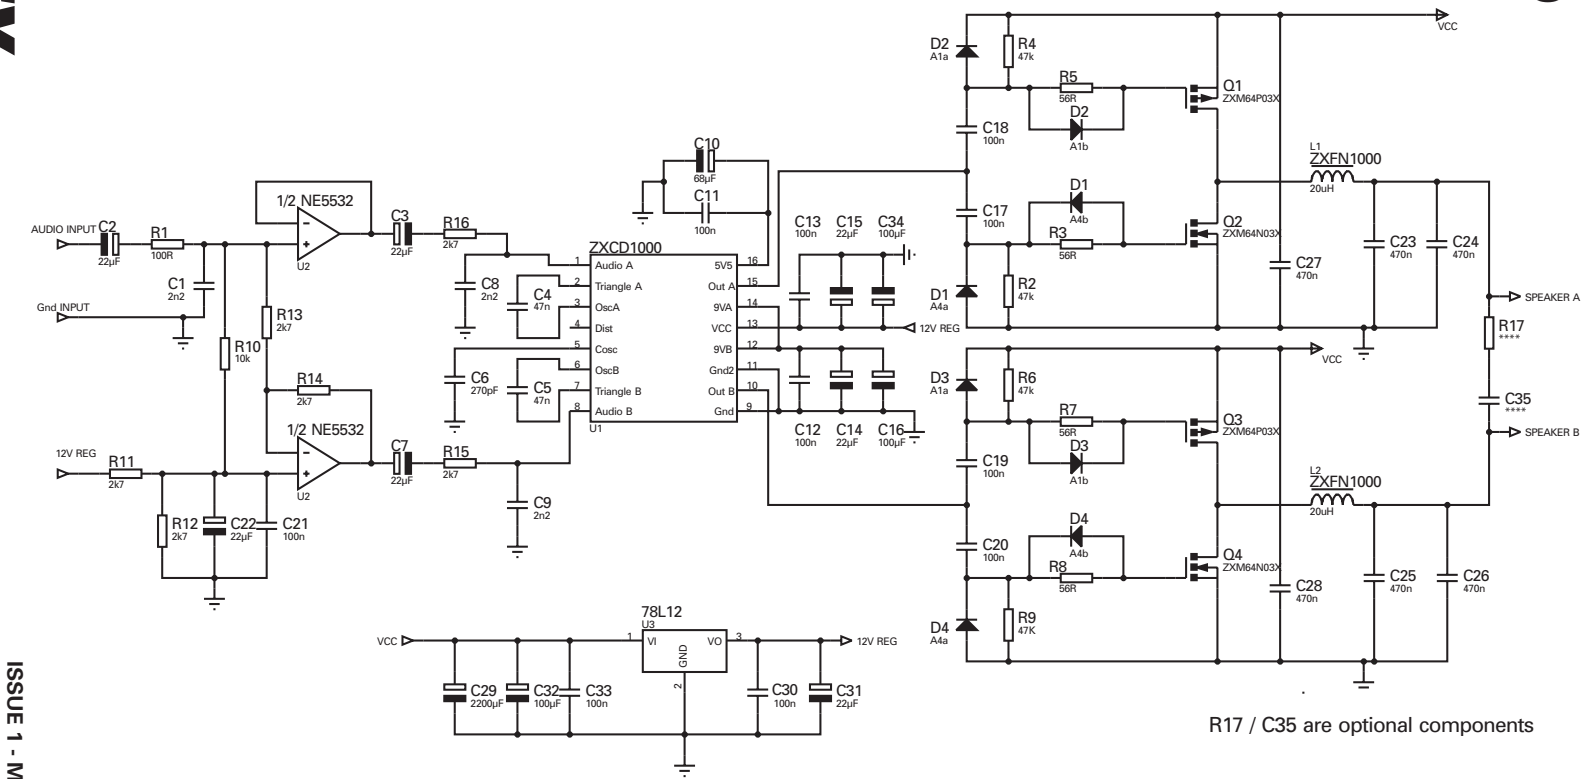 VCC
D2
A1a
R4
47k
R5
56R
D2
A1b
Q1
ZXM64P03X
C18
100n
C10
68µF
C11
100n
L1
ZXFN1000
20uH
1/2 NE5532
U2
AUDIO INPUT
C2
22µF
R1
100R
C3
22µF
R16
2k7
C1
2n2
Gnd INPUT
R13
2k7
R10
10k
R14
2k7
1/2 NE5532
U2
12V REG
R11
2k7
C7
22µF
R15
2k7
R12
2k7
C22
22µF
C21
100n
C8
2n2
C4
47n
C6
270pF
C5
47n
C9
2n2
ZXCD1000
U1
1 Audio A
2 Triangle A
3 OscA
4 Dist
5 Cosc
6 OscB
7 Triangle B
8 Audio B
5V5 16
Out A 15
9VA 14
VCC 13
9VB 12
Gnd2 11
Out B 10
Gnd 9
C13
100n
C15
22µF
C34
100µF
12V REG
C12
100n
C14
22µF
C16
100µF
C17
100n
D1
A4b
R3
56R
Q2
ZXM64N03X
D1
A4a
R2
47k
C27
470n
C23
470n
C24
470n
SPEAKER A
R17
****
C35
****
SPEAKER B
VCC
D3
A1a
R6
47k
R7
56R
D3
A1b
Q3
ZXM64P03X
C19
100n
L2
ZXFN1000
20uH
C20
100n
D4
A4b
R8
56R
Q4
ZXM64N03X
D4
A4a
R9
47K
C28
470n
C25
470n
C26
470n
78L12
U3
VCC
1
VI
VO
3
GND
2
12V REG
C29
2200µF
C32
100µF
C33
100n
C30
100n
C31
22µF
R17 / C35 are optional components
ISSUE 1 -